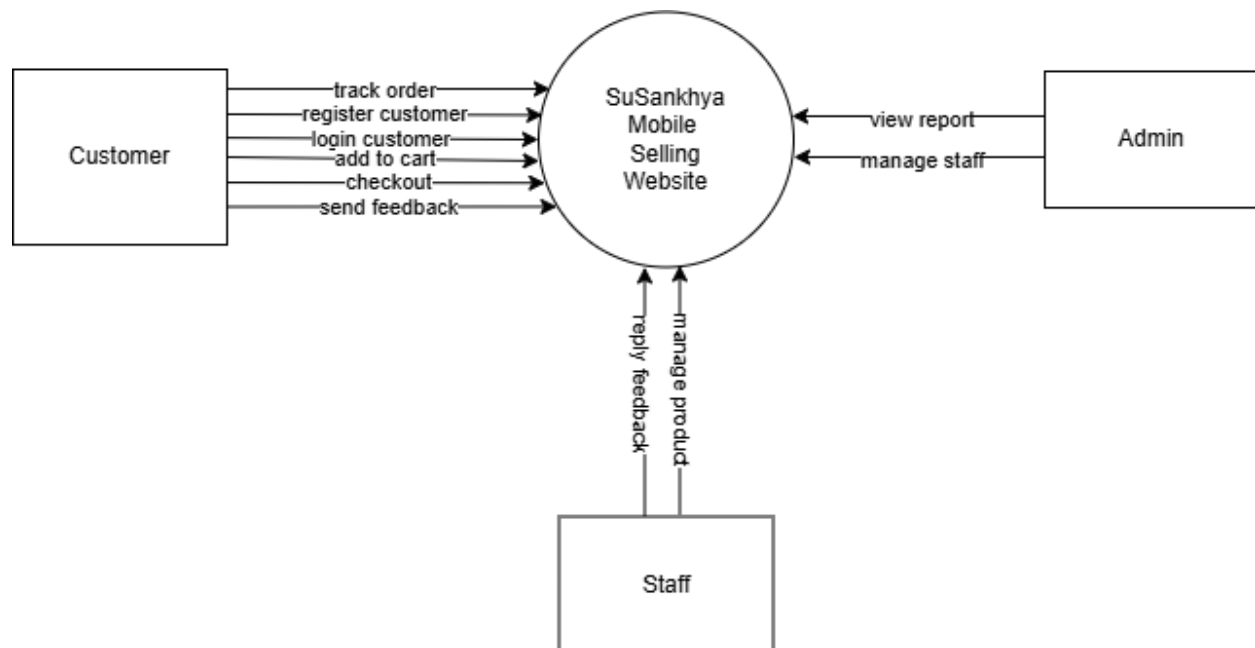 track order
register customer
login customer
add to cart
checkout
send feedback
Customer
SuSankhya
Mobile
Selling
Website
view report
manage staff
Admin
reply feedback
manage product
Staff